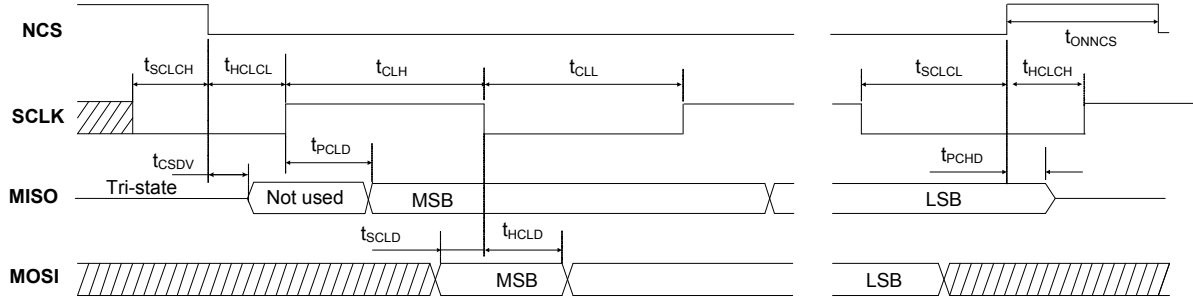 NCS
t_ONNCS
t_SCLCH t_HCLCL t_CLH t_CLL t_SCLCL t_HCLCH
SCLK
t_PCLD
t_CSDV t_PCHD
Tri-state
MISO Not used MSB LSB
t_SCLD t_HCLD
MOSI MSB LSB